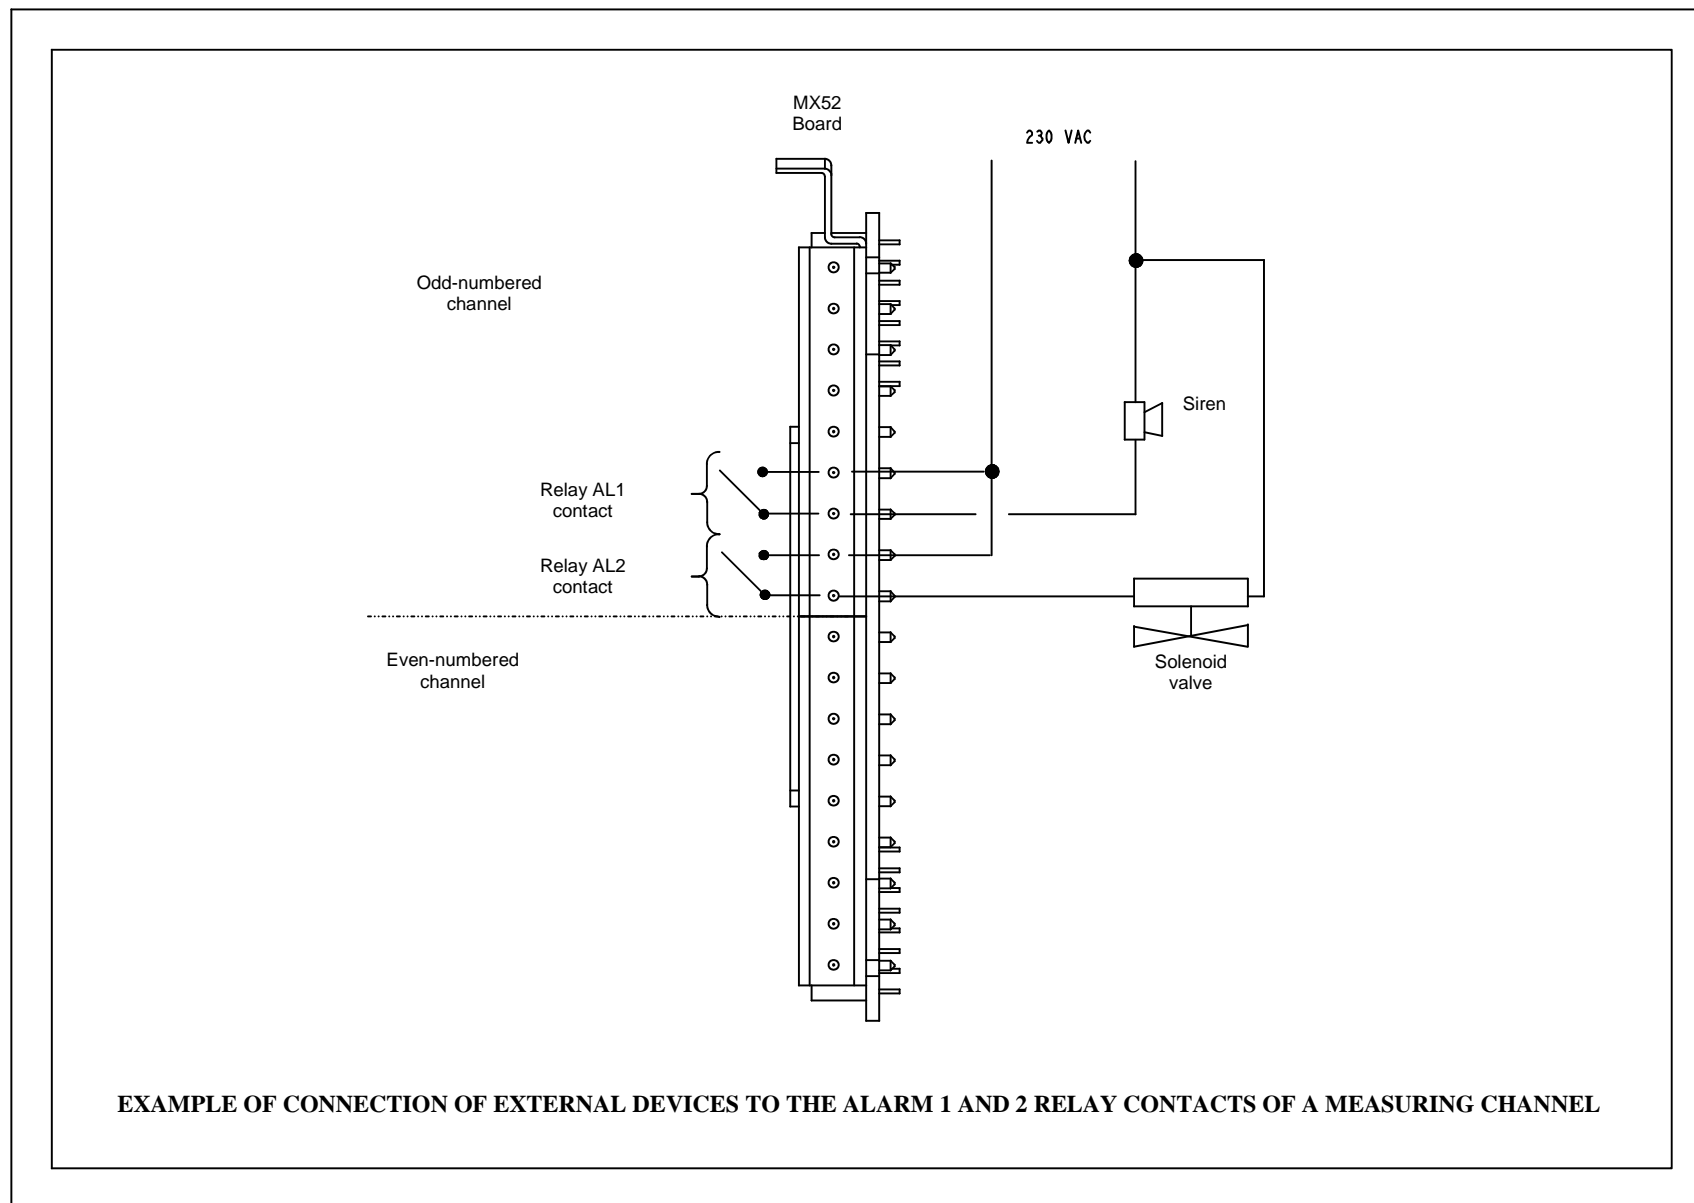 MX52
Board
230 VAC
Odd-numbered
channel
Siren
Relay AL1
contact
Relay AL2
contact
Even-numbered
channel
Solenoid
valve
EXAMPLE OF CONNECTION OF EXTERNAL DEVICES TO THE ALARM 1 AND 2 RELAY CONTACTS OF A MEASURING CHANNEL